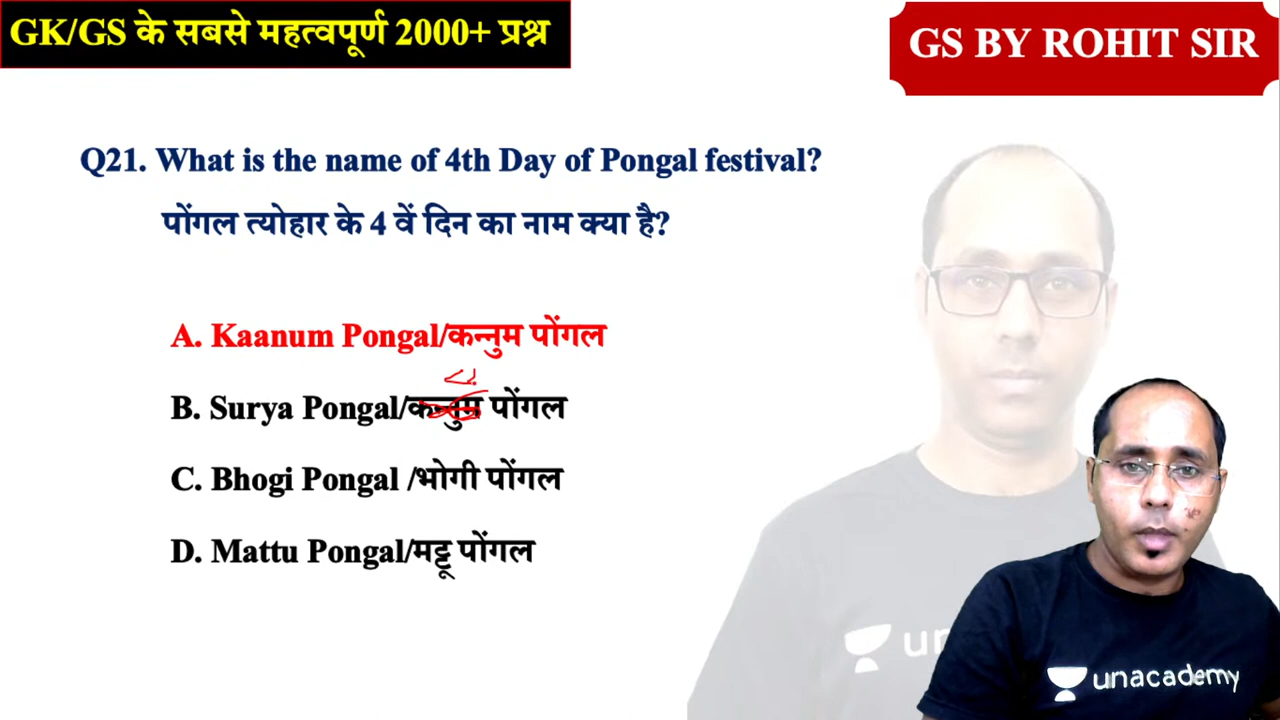 GK/GS के सबसे महत्वपूर्ण 2000+ प्रश्न
GS BY ROHIT SIR
Q21. What is the name of 4th Day of Pongal festival?
पोंगल त्योहार के 4 वें दिन का नाम क्या है?
A. Kaanum Pongal/कन्नुम पोंगल
B. Surya Pongal/कन्नुम पोंगल
C. Bhogi Pongal /भोगी पोंगल
D. Mattu Pongal/मट्टू पोंगल
un
unacademy